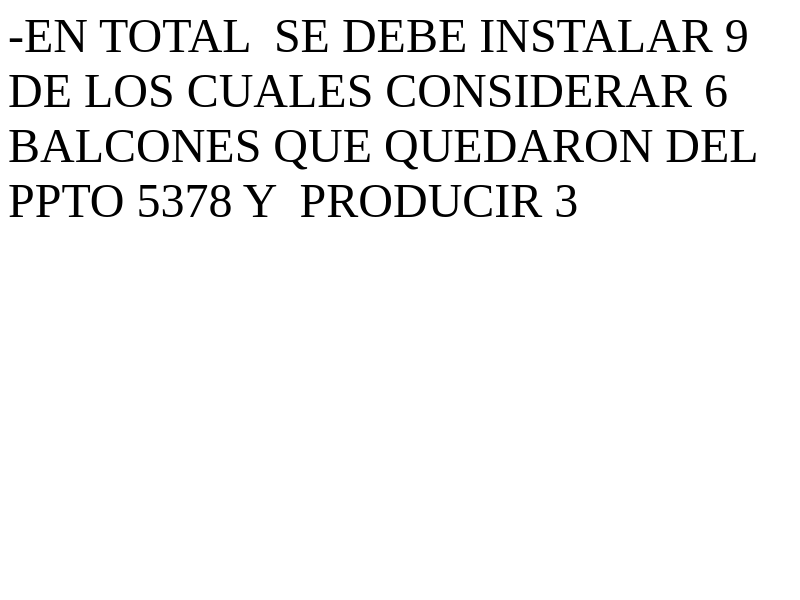 -EN TOTAL  SE DEBE INSTALAR 9
DE LOS CUALES CONSIDERAR 6
BALCONES QUE QUEDARON DEL
PPTO 5378 Y  PRODUCIR 3